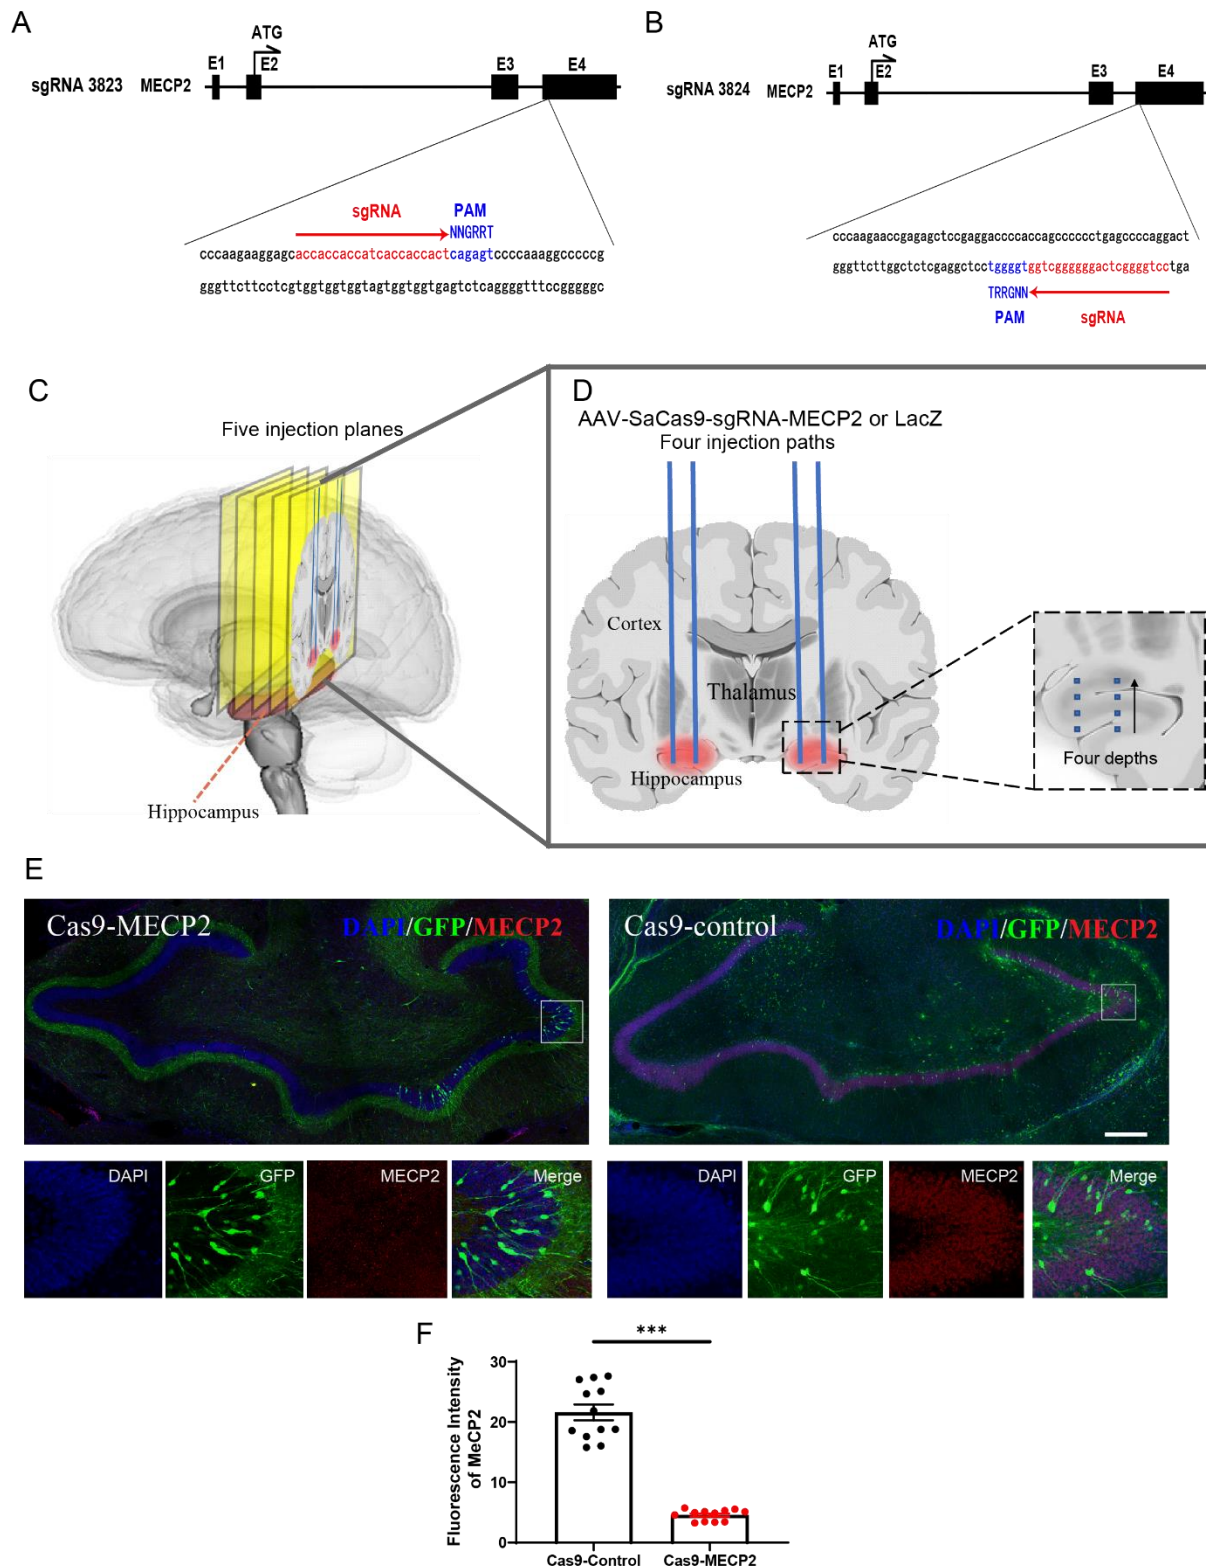 A
ATG
E1
E2
E3
E4
sgRNA 3823
MECP2
sgRNA
PAM
NNGRRT
cccaagaaggagcaccaccaccatcaccaccactcagagtccccaaaggcccccg
gggttcttcctcgtggtggtggtagtggtggtgagtctcaggggtttccgggggc
B
ATG
E1
E2
E3
E4
sgRNA 3824
MECP2
cccaagaaccgagagctccgaggaccccaccagccccccctgagccccaggact
gggttcttggctctcgaggctcctggggtggtcgggggggactcggggtcctga
TRRGNN
PAM
sgRNA
C
Five injection planes
Hippocampus
D
AAV-SaCas9-sgRNA-MECP2 or LacZ
Four injection paths
Cortex
Thalamus
Hippocampus
Four depths
E
Cas9-MECP2
DAPI/GFP/MECP2
Cas9-control
DAPI/GFP/MECP2
DAPI
GFP
MECP2
Merge
DAPI
GFP
MECP2
Merge
F
***
Fluorescence Intensity
of MeCP2
30
20
10
0
Cas9-Control
Cas9-MECP2